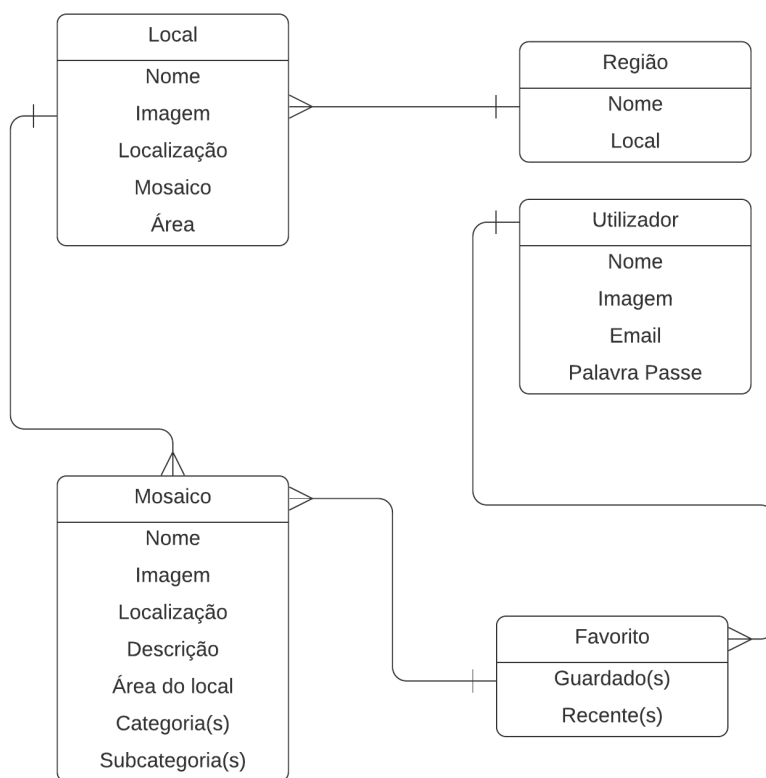 Local
Nome
Imagem
Localização
Mosaico
Área
Região
Nome
Local
Utilizador
Nome
Imagem
Email
Palavra Passe
Mosaico
Nome
Imagem
Localização
Descrição
Área do local
Categoria(s)
Subcategoria(s)
Favorito
Guardado(s)
Recente(s)